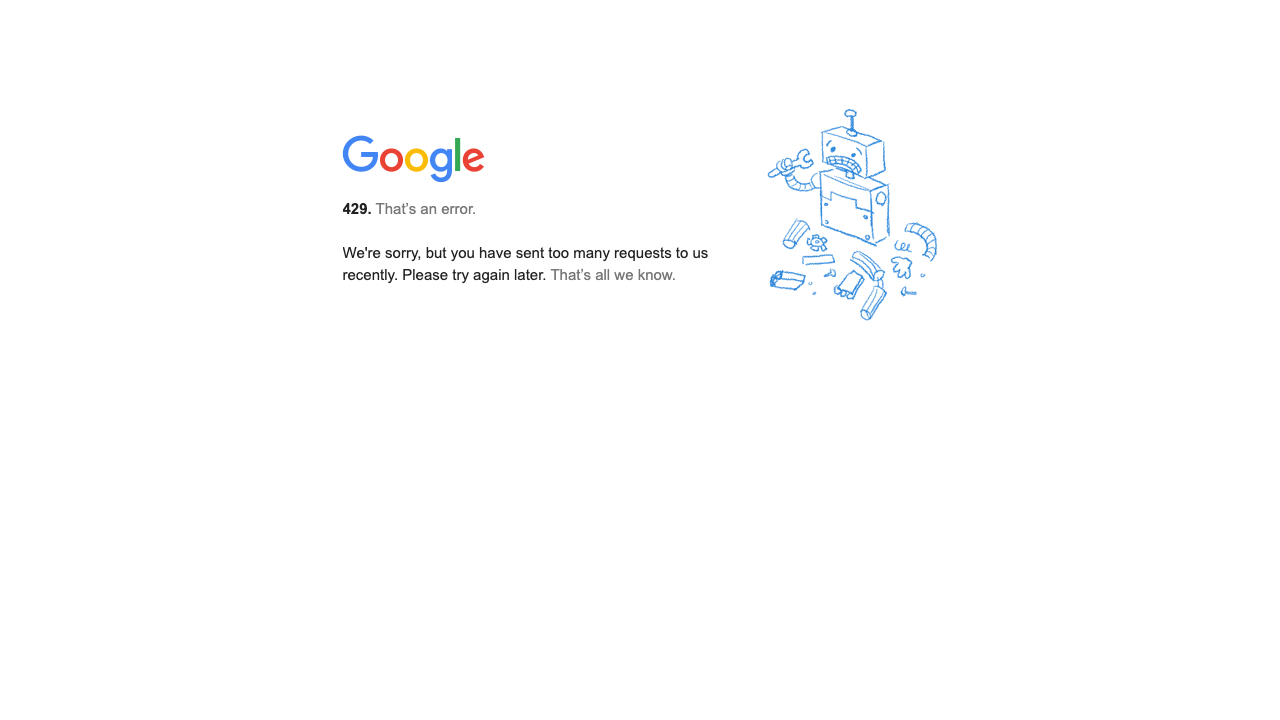 Google
429. That’s an error.
We're sorry, but you have sent too many requests to us
recently. Please try again later. That’s all we know.